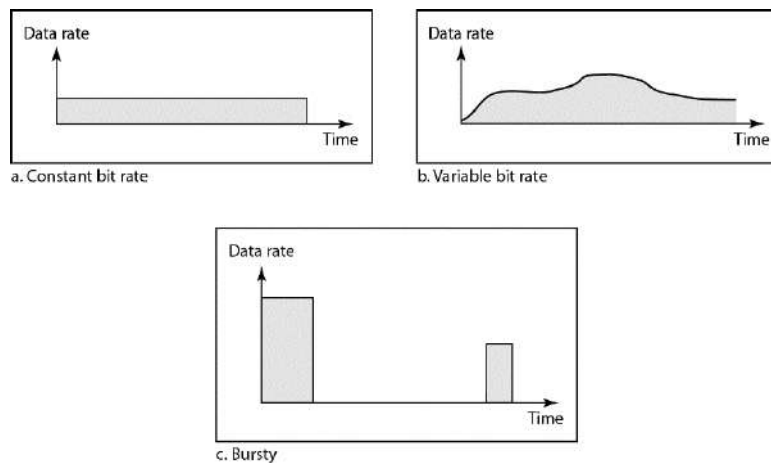 Data rate
Time
a. Constant bit rate
Data rate
Time
b. Variable bit rate
Data rate
Time
c. Bursty